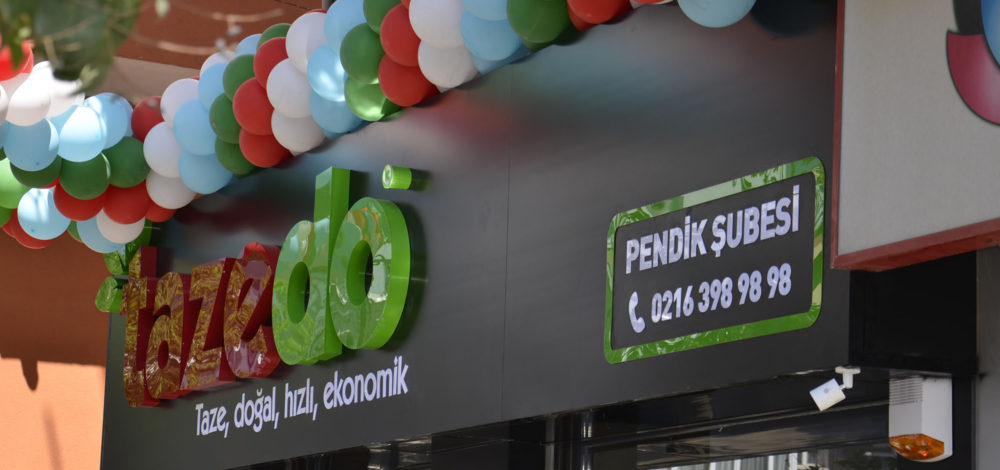 tazedo
Taze, doğal, hızlı, ekonomik
PENDİK ŞUBESİ
0216 398 98 98